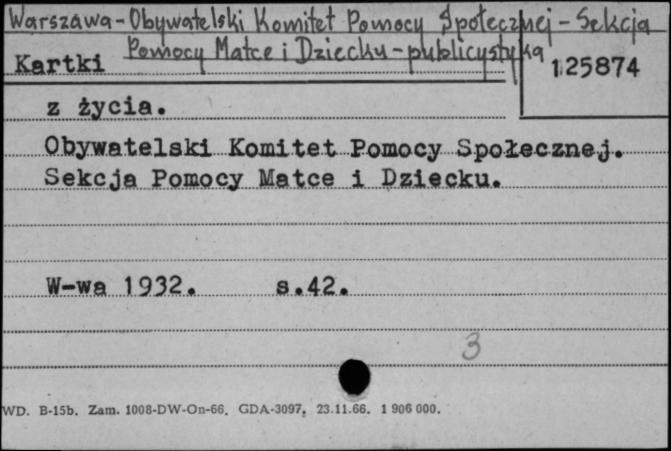 Warszawa-Obywatelski Komitet Pomocy Społecznej - Sekcja
Pomocy Matce i Dziecku - publicystyka
Kartki
125874
z życia.
Obywatelski Komitet Pomocy Społecznej.
Sekcja Pomocy Matce i Dziecku.
W-wa 1932. s.42.
3
WD. B-15b. Zam. 1008-DW-On-66. GDA-3097. 23.11.66. 1 906 000.